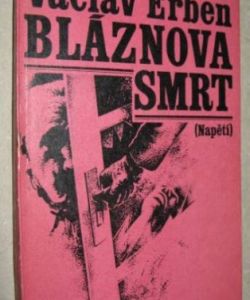 Václav Erben
BLÁZNOVA
SMRT
(Napětí)